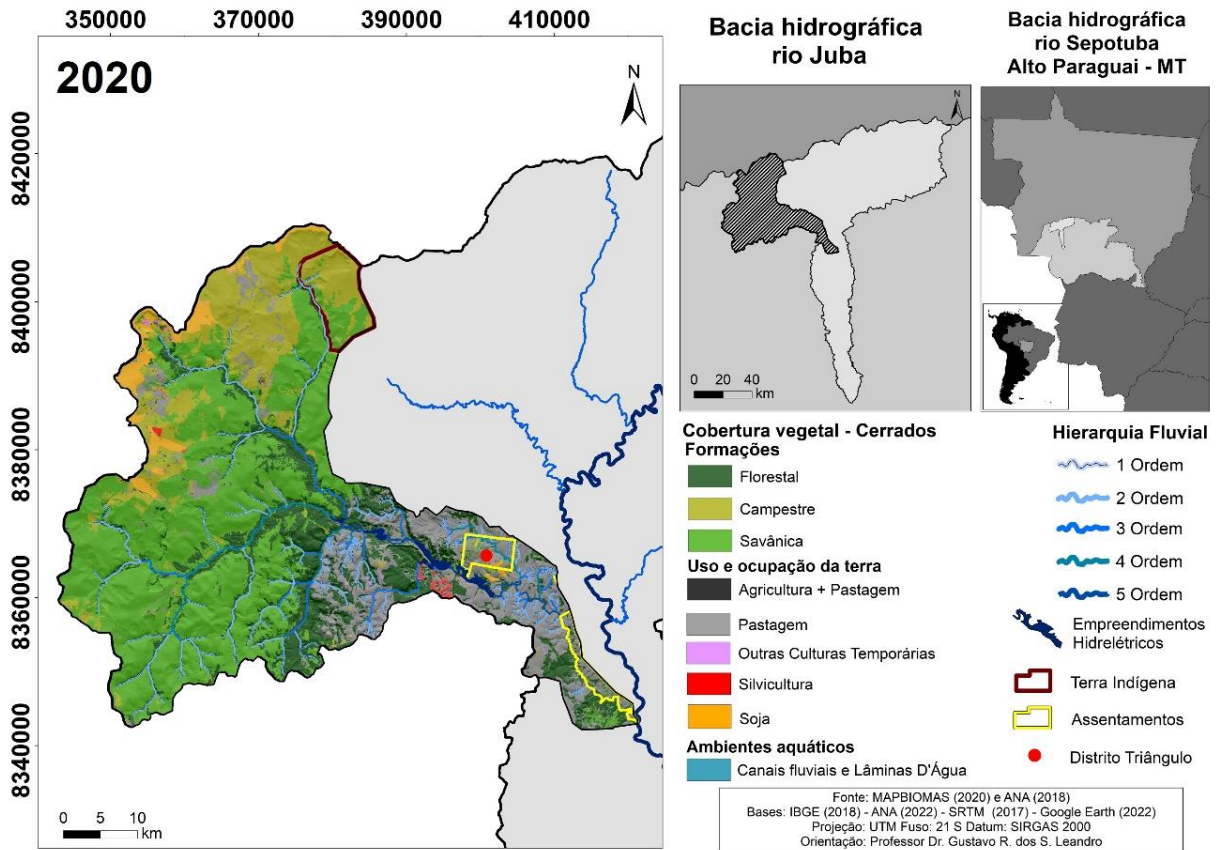 350000 370000 390000 410000
2020
N
8420000
8400000
8380000
8360000
8340000
0 5 10
km
Bacia hidrográfica
rio Juba
N
0 20 40
km
Bacia hidrográfica
rio Sepotuba
Alto Paraguai - MT
Cobertura vegetal - Cerrados
Formações
Florestal
Campestre
Savânica
Uso e ocupação da terra
Agricultura + Pastagem
Pastagem
Outras Culturas Temporárias
Silvicultura
Soja
Ambientes aquáticos
Canais fluviais e Lâminas D'Água
Hierarquia Fluvial
1 Ordem
2 Ordem
3 Ordem
4 Ordem
5 Ordem
Empreendimentos
Hidrelétricos
Terra Indígena
Assentamentos
Distrito Triângulo
Fonte: MAPBIOMAS (2020) e ANA (2018)
Bases: IBGE (2018) - ANA (2022) - SRTM (2017) - Google Earth (2022)
Projeção: UTM Fuso: 21 S Datum: SIRGAS 2000
Orientação: Professor Dr. Gustavo R. dos S. Leandro